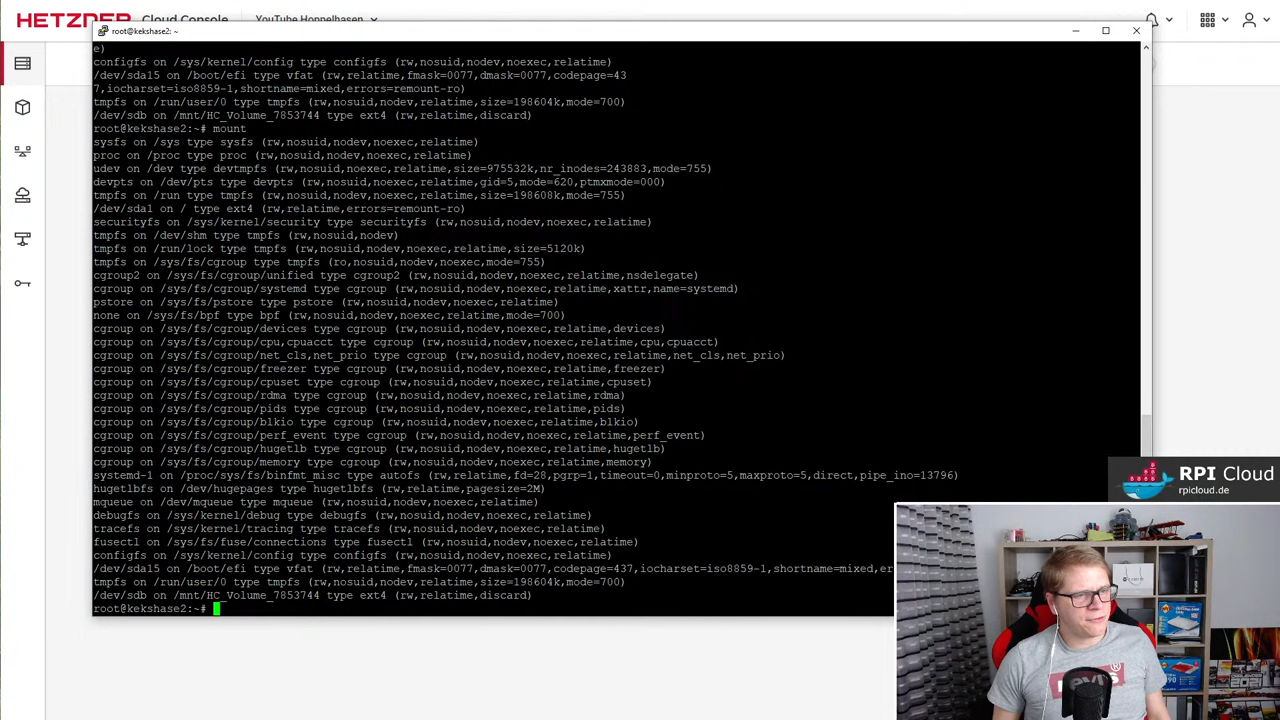 HETZNER Cloud Console YouTube Hoppelhasen
root@kekshase2: ~
e)
configfs on /sys/kernel/config type configfs (rw,nosuid,nodev,noexec,relatime)
/dev/sda15 on /boot/efi type vfat (rw,relatime,fmask=0077,dmask=0077,codepage=43
7,iocharset=iso8859-1,shortname=mixed,errors=remount-ro)
tmpfs on /run/user/0 type tmpfs (rw,nosuid,nodev,relatime,size=198604k,mode=700)
/dev/sdb on /mnt/HC_Volume_7853744 type ext4 (rw,relatime,discard)
root@kekshase2:~# mount
sysfs on /sys type sysfs (rw,nosuid,nodev,noexec,relatime)
proc on /proc type proc (rw,nosuid,nodev,noexec,relatime)
udev on /dev type devtmpfs (rw,nosuid,noexec,relatime,size=975532k,nr_inodes=243883,mode=755)
devpts on /dev/pts type devpts (rw,nosuid,noexec,relatime,gid=5,mode=620,ptmxmode=000)
tmpfs on /run type tmpfs (rw,nosuid,nodev,noexec,relatime,size=198608k,mode=755)
/dev/sda1 on / type ext4 (rw,relatime,errors=remount-ro)
securityfs on /sys/kernel/security type securityfs (rw,nosuid,nodev,noexec,relatime)
tmpfs on /dev/shm type tmpfs (rw,nosuid,nodev)
tmpfs on /run/lock type tmpfs (rw,nosuid,nodev,noexec,relatime,size=5120k)
tmpfs on /sys/fs/cgroup type tmpfs (ro,nosuid,nodev,noexec,mode=755)
cgroup2 on /sys/fs/cgroup/unified type cgroup2 (rw,nosuid,nodev,noexec,relatime,nsdelegate)
cgroup on /sys/fs/cgroup/systemd type cgroup (rw,nosuid,nodev,noexec,relatime,xattr,name=systemd)
pstore on /sys/fs/pstore type pstore (rw,nosuid,nodev,noexec,relatime)
none on /sys/fs/bpf type bpf (rw,nosuid,nodev,noexec,relatime,mode=700)
cgroup on /sys/fs/cgroup/devices type cgroup (rw,nosuid,nodev,noexec,relatime,devices)
cgroup on /sys/fs/cgroup/cpu,cpuacct type cgroup (rw,nosuid,nodev,noexec,relatime,cpu,cpuacct)
cgroup on /sys/fs/cgroup/net_cls,net_prio type cgroup (rw,nosuid,nodev,noexec,relatime,net_cls,net_prio)
cgroup on /sys/fs/cgroup/freezer type cgroup (rw,nosuid,nodev,noexec,relatime,freezer)
cgroup on /sys/fs/cgroup/cpuset type cgroup (rw,nosuid,nodev,noexec,relatime,cpuset)
cgroup on /sys/fs/cgroup/rdma type cgroup (rw,nosuid,nodev,noexec,relatime,rdma)
cgroup on /sys/fs/cgroup/pids type cgroup (rw,nosuid,nodev,noexec,relatime,pids)
cgroup on /sys/fs/cgroup/blkio type cgroup (rw,nosuid,nodev,noexec,relatime,blkio)
cgroup on /sys/fs/cgroup/perf_event type cgroup (rw,nosuid,nodev,noexec,relatime,perf_event)
cgroup on /sys/fs/cgroup/hugetlb type cgroup (rw,nosuid,nodev,noexec,relatime,hugetlb)
cgroup on /sys/fs/cgroup/memory type cgroup (rw,nosuid,nodev,noexec,relatime,memory)
systemd-1 on /proc/sys/fs/binfmt_misc type autofs (rw,relatime,fd=28,pgrp=1,timeout=0,minproto=5,maxproto=5,direct,pipe_ino=13796)
hugetlbfs on /dev/hugepages type hugetlbfs (rw,relatime,pagesize=2M)
mqueue on /dev/mqueue type mqueue (rw,nosuid,nodev,noexec,relatime)
debugfs on /sys/kernel/debug type debugfs (rw,nosuid,nodev,noexec,relatime)
tracefs on /sys/kernel/tracing type tracefs (rw,nosuid,nodev,noexec,relatime)
fusectl on /sys/fs/fuse/connections type fusectl (rw,nosuid,nodev,noexec,relatime)
configfs on /sys/kernel/config type configfs (rw,nosuid,nodev,noexec,relatime)
/dev/sda15 on /boot/efi type vfat (rw,relatime,fmask=0077,dmask=0077,codepage=437,iocharset=iso8859-1,shortname=mixed,er
tmpfs on /run/user/0 type tmpfs (rw,nosuid,nodev,relatime,size=198604k,mode=700)
/dev/sdb on /mnt/HC_Volume_7853744 type ext4 (rw,relatime,discard)
root@kekshase2:~#
RPI Cloud
rpicloud.de